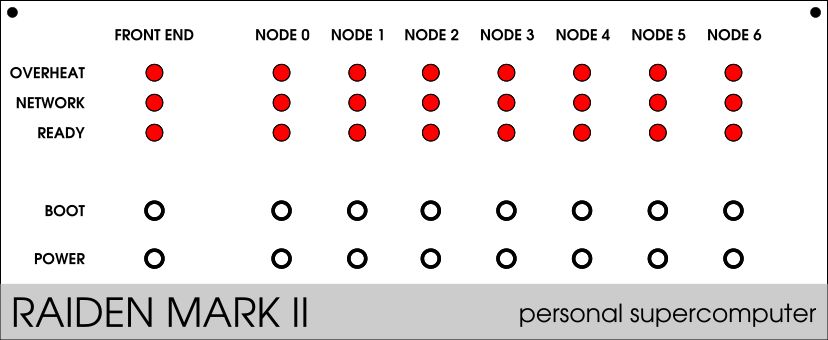 FRONT END NODE 0 NODE 1 NODE 2 NODE 3 NODE 4 NODE 5 NODE 6
OVERHEAT
NETWORK
READY
BOOT
POWER
RAIDEN MARK II personal supercomputer